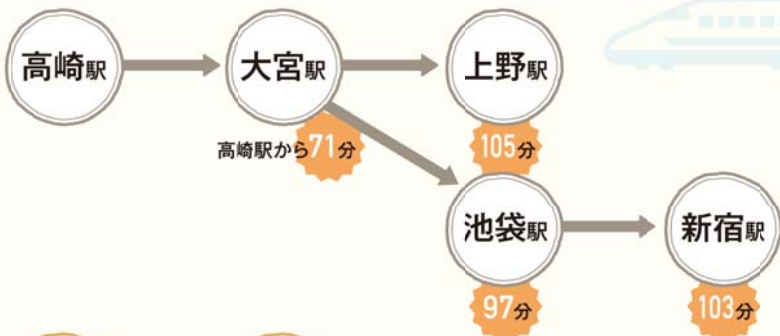 高崎駅
大宮駅
上野駅
高崎駅から71分
105分
池袋駅
新宿駅
97分
103分